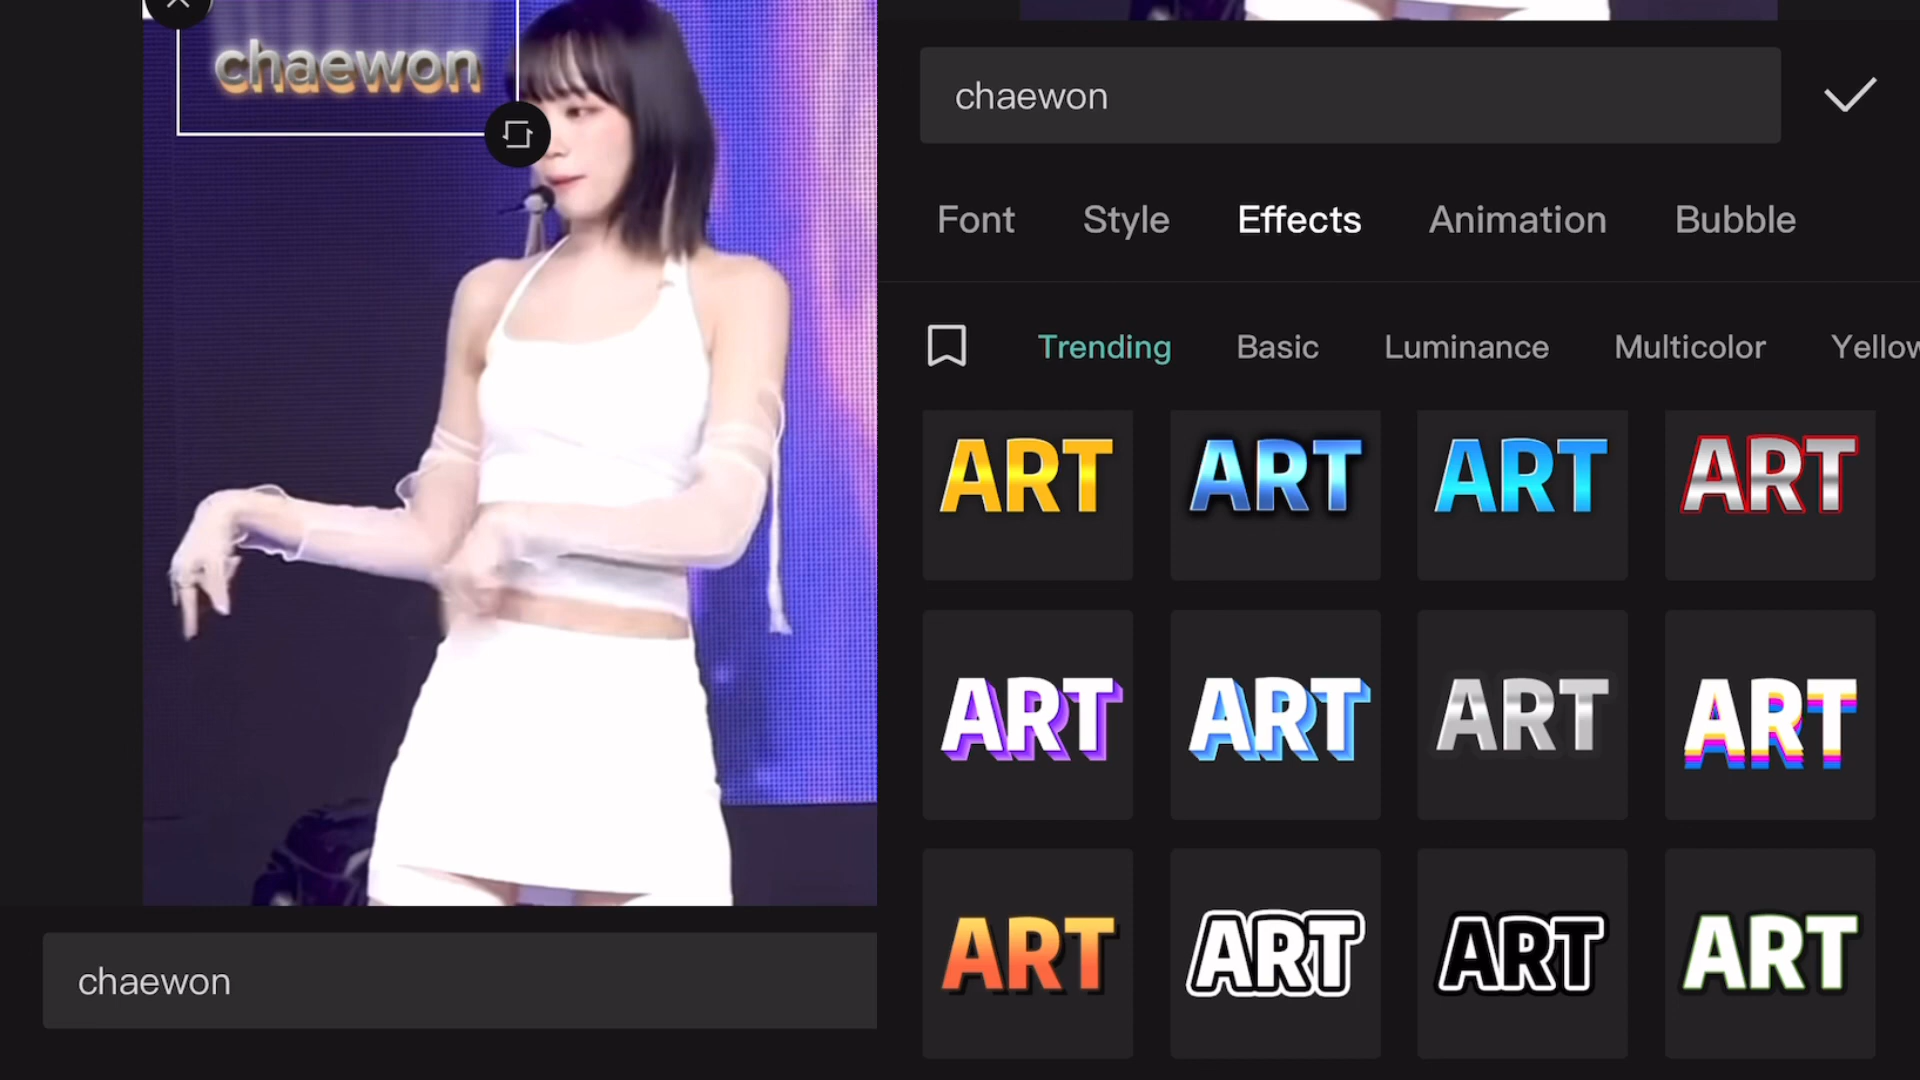 chaewon
chaewon
chaewon
Font Style Effects Animation Bubble
Trending Basic Luminance Multicolor Yellow
ART ART ART ART
ART ART ART ART
ART ART ART ART